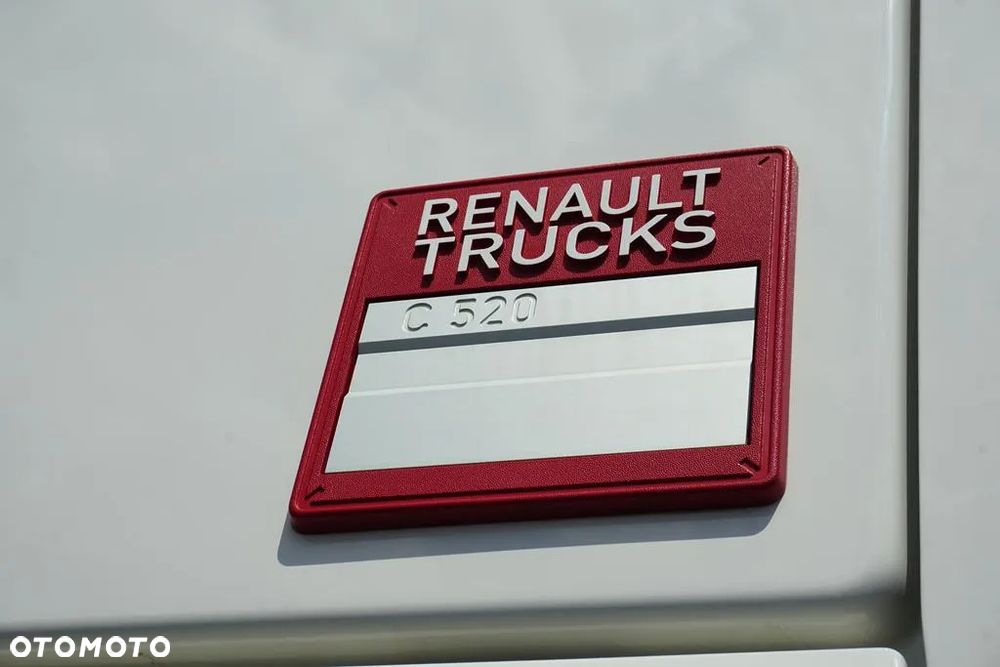 RENAULT
TRUCKS
C 520
OTOMOTO